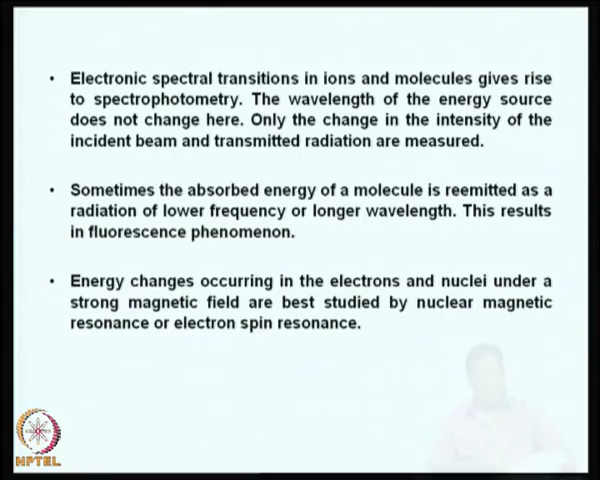 • Electronic spectral transitions in ions and molecules gives rise
to spectrophotometry. The wavelength of the energy source
does not change here. Only the change in the intensity of the
incident beam and transmitted radiation are measured.
• Sometimes the absorbed energy of a molecule is reemitted as a
radiation of lower frequency or longer wavelength. This results
in fluorescence phenomenon.
• Energy changes occurring in the electrons and nuclei under a
strong magnetic field are best studied by nuclear magnetic
resonance or electron spin resonance.
NPTEL